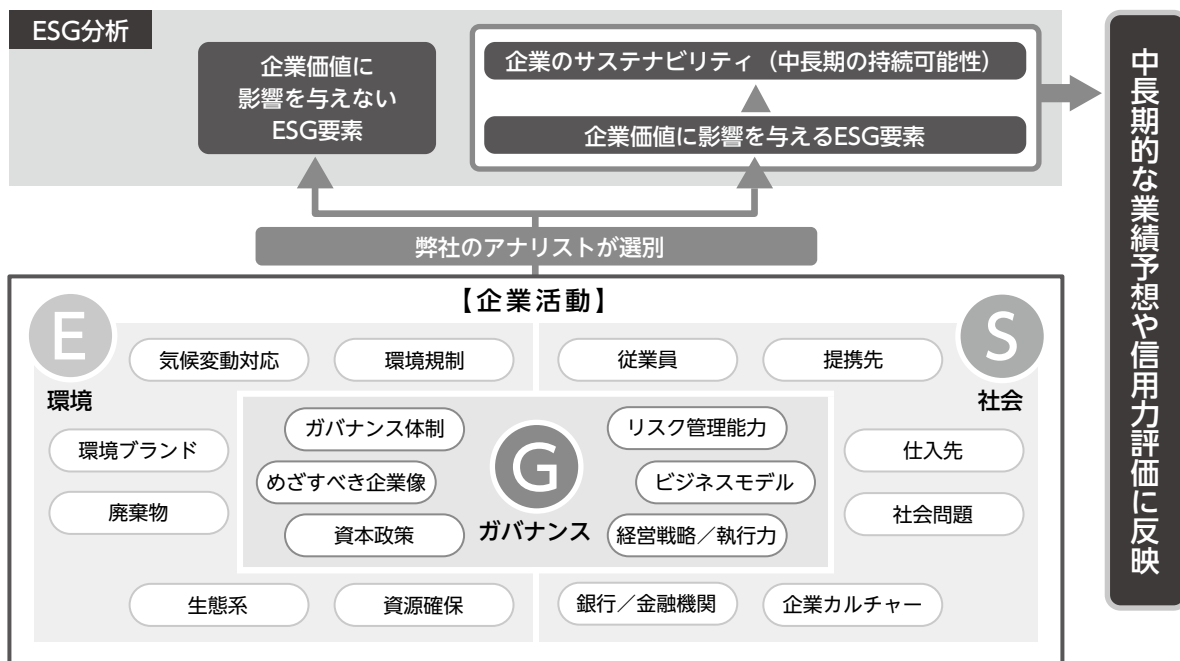 ESG分析
企業価値に
影響を与えない
ESG要素
企業のサステナビリティ（中長期の持続可能性）
企業価値に影響を与えるESG要素
中長期的な業績予想や信用力評価に反映
弊社のアナリストが選別
【企業活動】
E
環境
S
社会
気候変動対応
環境規制
従業員
提携先
環境ブランド
廃棄物
ガバナンス体制
めざすべき企業像
資本政策
G
ガバナンス
リスク管理能力
ビジネスモデル
経営戦略／執行力
仕入先
社会問題
生態系
資源確保
銀行／金融機関
企業カルチャー